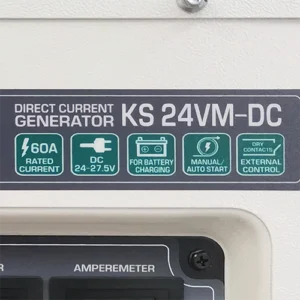 DIRECT CURRENT
GENERATOR KS 24VM-DC
60A
RATED
CURRENT
DC
24-27.5V
FOR BATTERY
CHARGING
MANUAL/
AUTO START
DRY
CONTACTS
EXTERNAL
CONTROL
R
AMPEREMETER